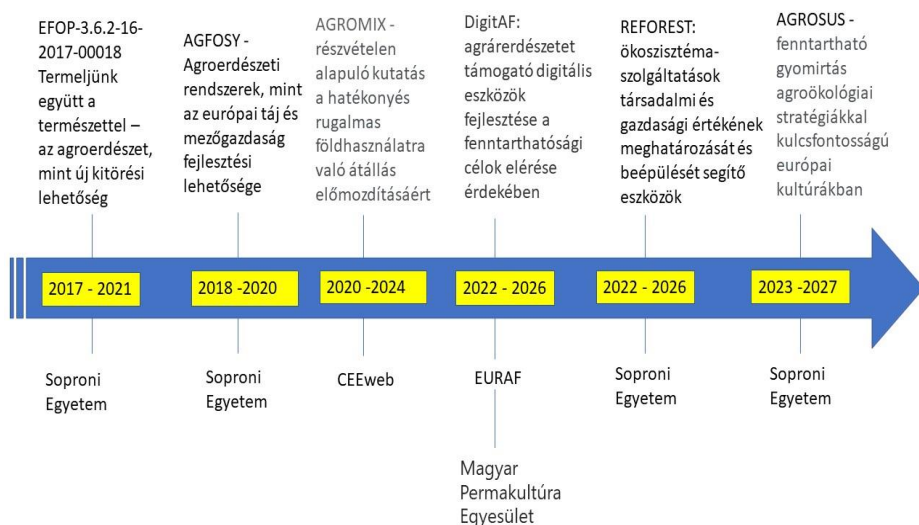 EFOP-3.6.2-16-
2017-00018
Termeljünk
együtt a
természettel –
az agroerdészet,
mint új kitörési
lehetőség
AGFOSY -
Agroerdészeti
rendszerek, mint
az európai táj és
mezőgazdaság
fejlesztési
lehetősége
AGROMIX -
részvételen
alapuló kutatás
a hatékonyés
rugalmas
földhasználatra
való átállás
előmozdításáért
DigitAF:
agrárerdészetet
támogató digitális
eszközök
fejlesztése a
fenntarthatósági
célok elérése
érdekében
REFOREST:
ökoszisztéma-
szolgáltatások
társadalmi és
gazdasági értékének
meghatározását és
beépülését segítő
eszközök
AGROSUS -
fenntartható
gyomirtás
agroökológiai
stratégiákkal
kulcsfontosságú
európai
kultúrákban
2017 - 2021
2018 -2020
2020 -2024
2022 - 2026
2022 - 2026
2023 -2027
Soproni
Egyetem
Soproni
Egyetem
CEEweb
EURAF
Soproni
Egyetem
Soproni
Egyetem
Magyar
Permakultúra
Egyesület